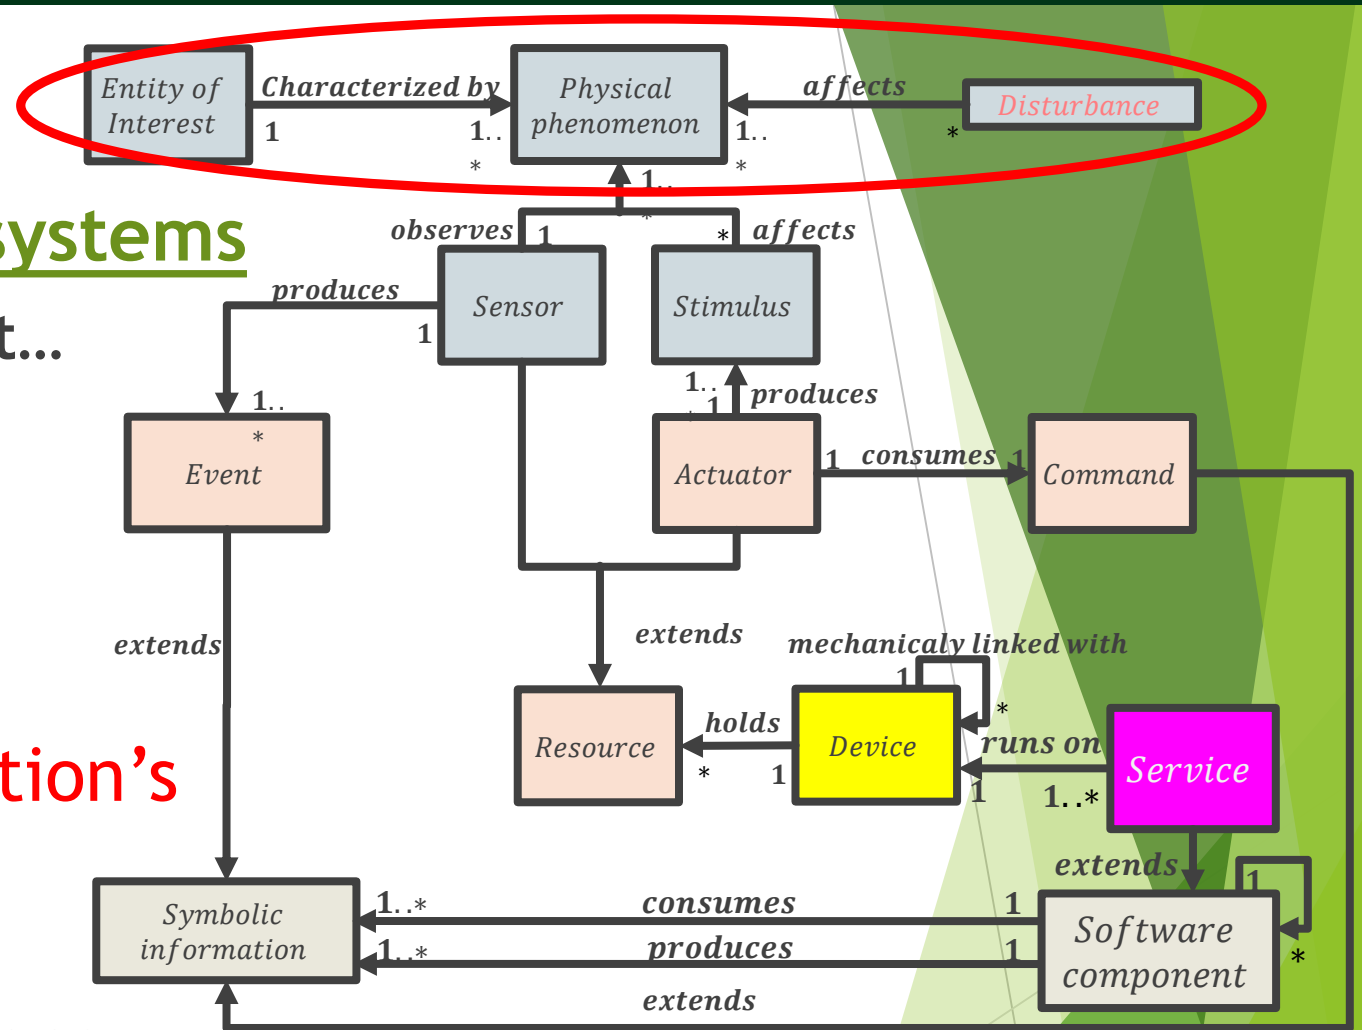 Entity of
Interest
Characterized by
1
1..
*
Physical
phenomenon
affects
1..
*
*
Disturbance
1..
*
systems
observes
1
*
affects
produces
1
Sensor
Stimulus
t...
1..
*
1..
*
1
produces
Event
Actuator
1
consumes
1
Command
extends
extends
mechanicaly linked with
1
*
Resource
holds
*
1
Device
runs on
1
1..*
Service
tion's
extends
1
*
Symbolic
information
1..*
consumes
1
1..*
produces
1
Software
component
extends